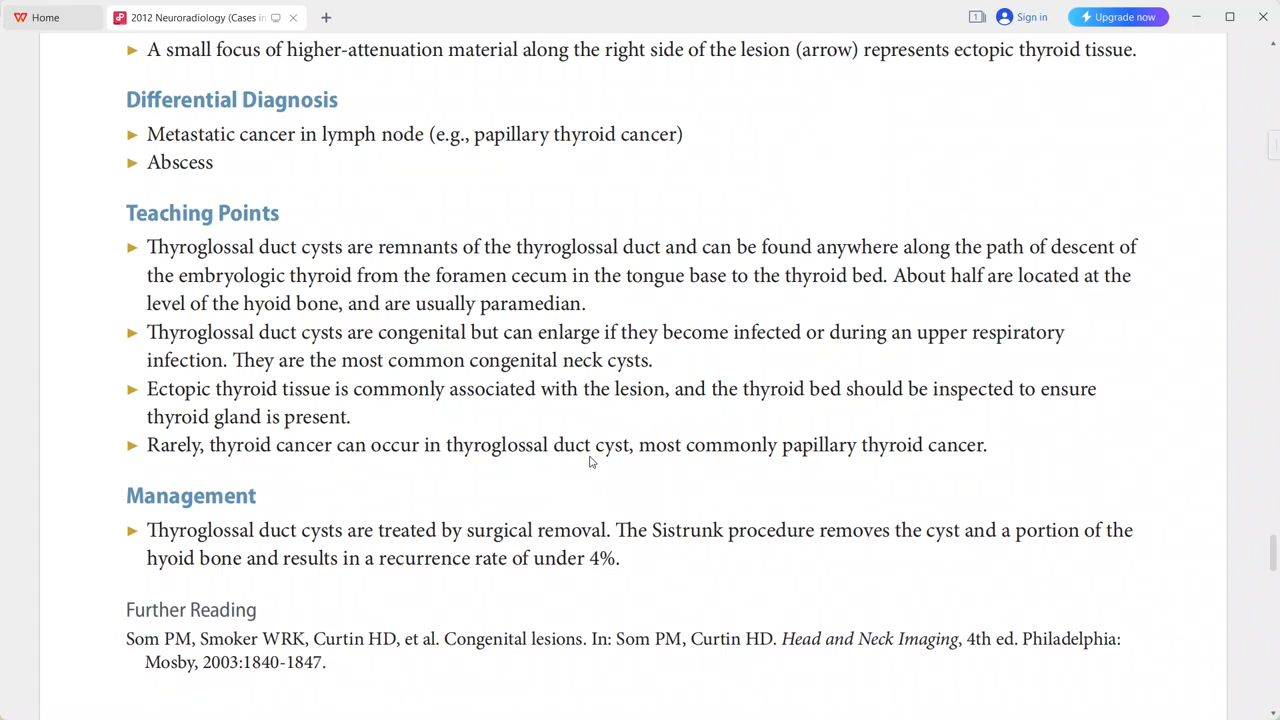 Home
2012 Neuroradiology (Cases in
1
Sign in
Upgrade now
► A small focus of higher-attenuation material along the right side of the lesion (arrow) represents ectopic thyroid tissue.
Differential Diagnosis
► Metastatic cancer in lymph node (e.g., papillary thyroid cancer)
► Abscess
Teaching Points
► Thyroglossal duct cysts are remnants of the thyroglossal duct and can be found anywhere along the path of descent of
the embryologic thyroid from the foramen cecum in the tongue base to the thyroid bed. About half are located at the
level of the hyoid bone, and are usually paramedian.
► Thyroglossal duct cysts are congenital but can enlarge if they become infected or during an upper respiratory
infection. They are the most common congenital neck cysts.
► Ectopic thyroid tissue is commonly associated with the lesion, and the thyroid bed should be inspected to ensure
thyroid gland is present.
► Rarely, thyroid cancer can occur in thyroglossal duct cyst, most commonly papillary thyroid cancer.
Management
► Thyroglossal duct cysts are treated by surgical removal. The Sistrunk procedure removes the cyst and a portion of the
hyoid bone and results in a recurrence rate of under 4%.
Further Reading
Som PM, Smoker WRK, Curtin HD, et al. Congenital lesions. In: Som PM, Curtin HD. Head and Neck Imaging, 4th ed. Philadelphia:
Mosby, 2003:1840-1847.